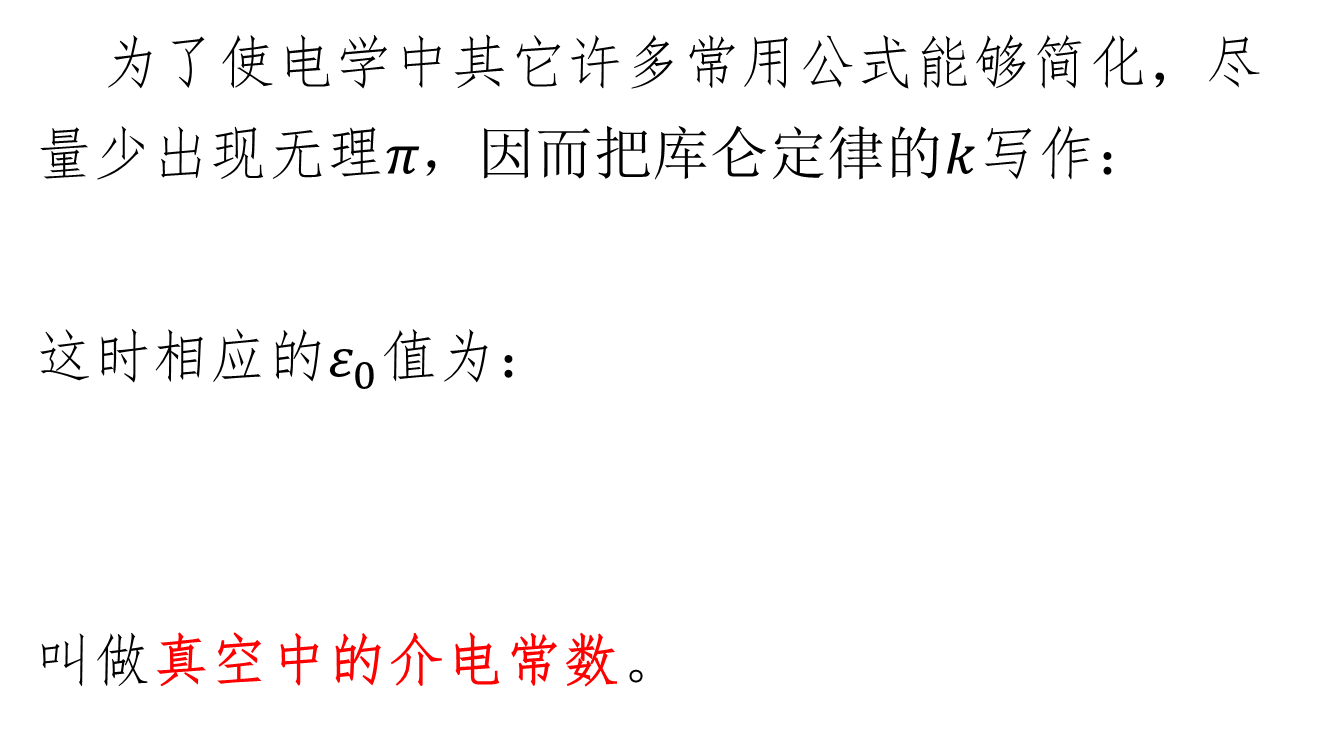 为了使电学中其它许多常用公式能够简化，尽
量少出现无理π，因而把库仑定律的k写作：
这时相应的ε₀值为：
叫做真空中的介电常数。